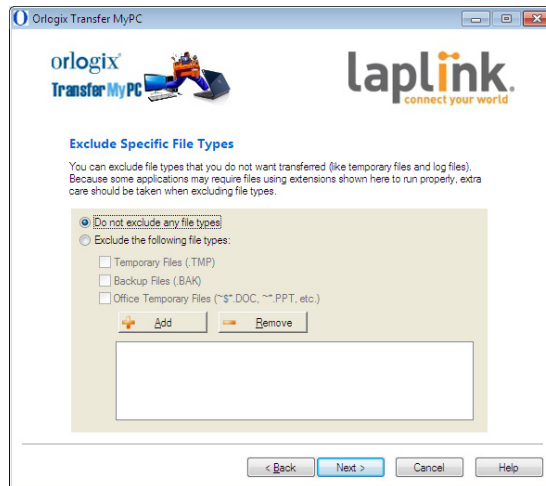 Orlogix Transfer MyPC
orlogix
Transfer MyPC
laplink.
connect your world
Exclude Specific File Types
You can exclude file types that you do not want transferred (like temporary files and log files).
Because some applications may require files using extensions shown here to run properly, extra
care should be taken when excluding file types.
Do not exclude any file types
Exclude the following file types:
Temporary Files (.TMP)
Backup Files (.BAK)
Office Temporary Files (~$*.DOC, ~*.PPT, etc.)
Add
Remove
< Back
Next >
Cancel
Help